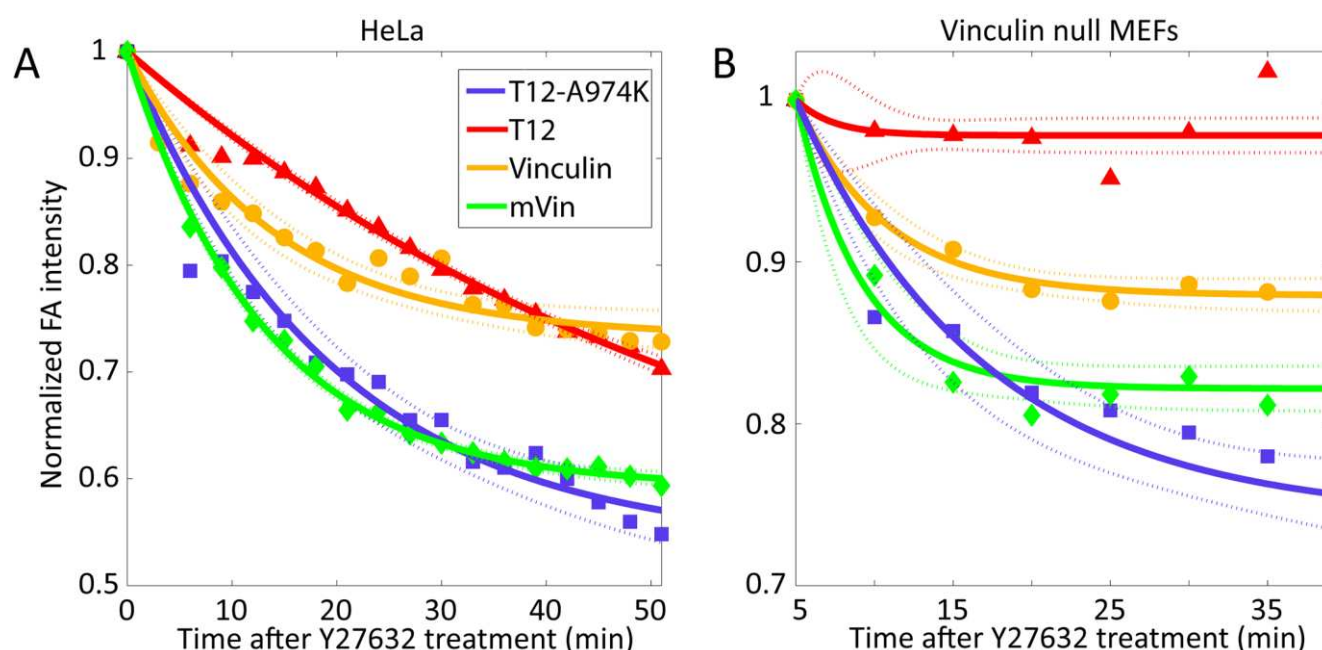 HeLa
A
T12-A974K
T12
Vinculin
mVin
Normalized FA intensity
1
0.9
0.8
0.7
0.6
0.5
0 10 20 30 40 50
Time after Y27632 treatment (min)
Vinculin null MEFs
B
1
0.9
0.8
0.7
5 15 25 35
Time after Y27632 treatment (min)